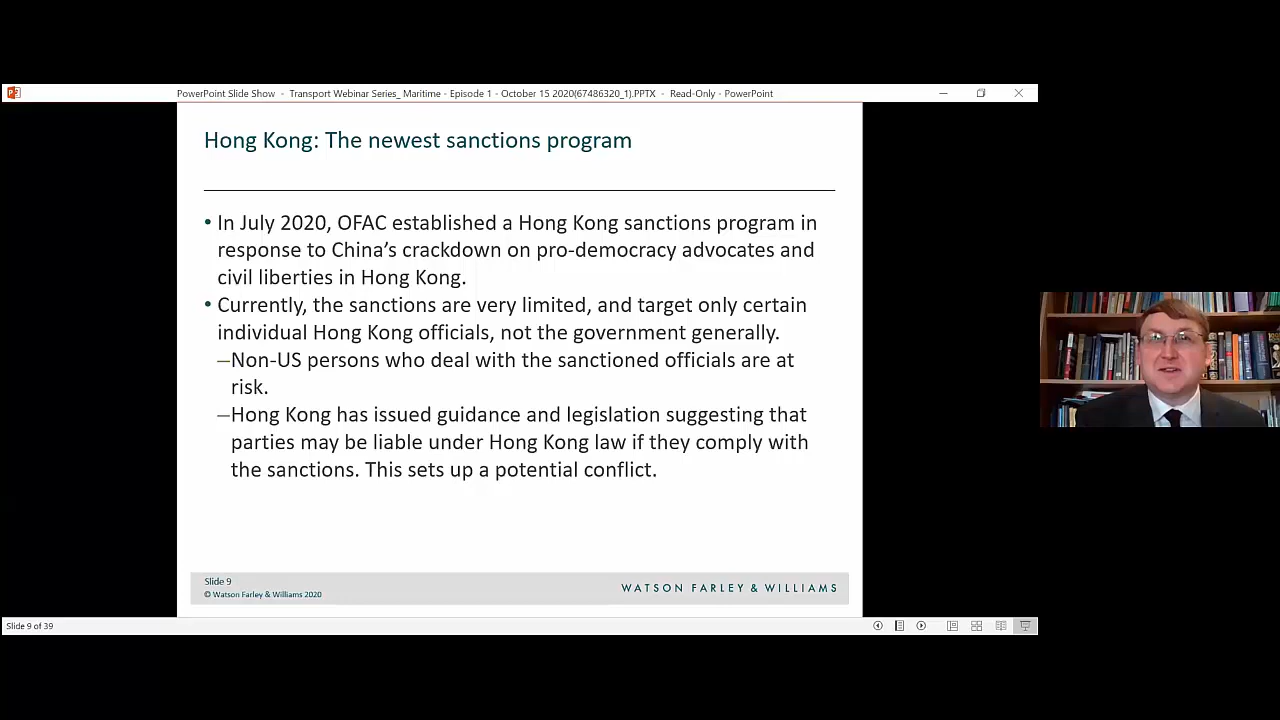 PowerPoint Slide Show - Transport Webinar Series_ Maritime - Episode 1 - October 15 2020(67486320_1).PPTX - Read-Only - PowerPoint
Hong Kong: The newest sanctions program
• In July 2020, OFAC established a Hong Kong sanctions program in
response to China’s crackdown on pro-democracy advocates and
civil liberties in Hong Kong.
• Currently, the sanctions are very limited, and target only certain
individual Hong Kong officials, not the government generally.
–Non-US persons who deal with the sanctioned officials are at
risk.
–Hong Kong has issued guidance and legislation suggesting that
parties may be liable under Hong Kong law if they comply with
the sanctions. This sets up a potential conflict.
Slide 9
© Watson Farley & Williams 2020
WATSON FARLEY & WILLIAMS
Slide 9 of 39